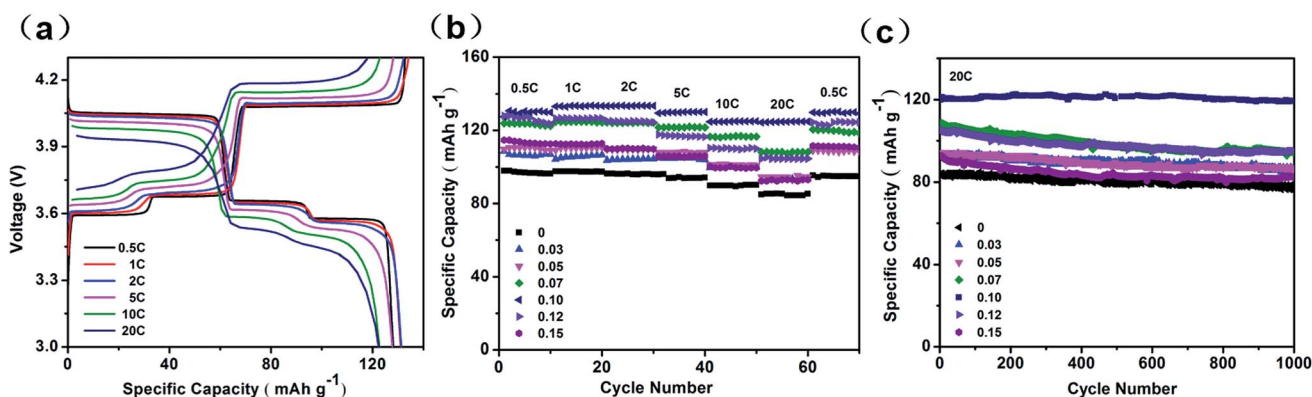 (a)
4.2
3.9
3.6
3.3
3.0
Voltage (V)
0.5C
1C
2C
5C
10C
20C
0 40 80 120
Specific Capacity ( mAh g-1)
(b)
160
120
80
40
0
Specific Capacity ( mAh g-1)
0.5C 1C 2C 5C 10C 20C 0.5C
0
0.03
0.05
0.07
0.10
0.12
0.15
0 20 40 60
Cycle Number
(c)
160
120
80
40
0
Specific Capacity ( mAh g-1)
20C
0
0.03
0.05
0.07
0.10
0.12
0.15
0 200 400 600 800 1000
Cycle Number